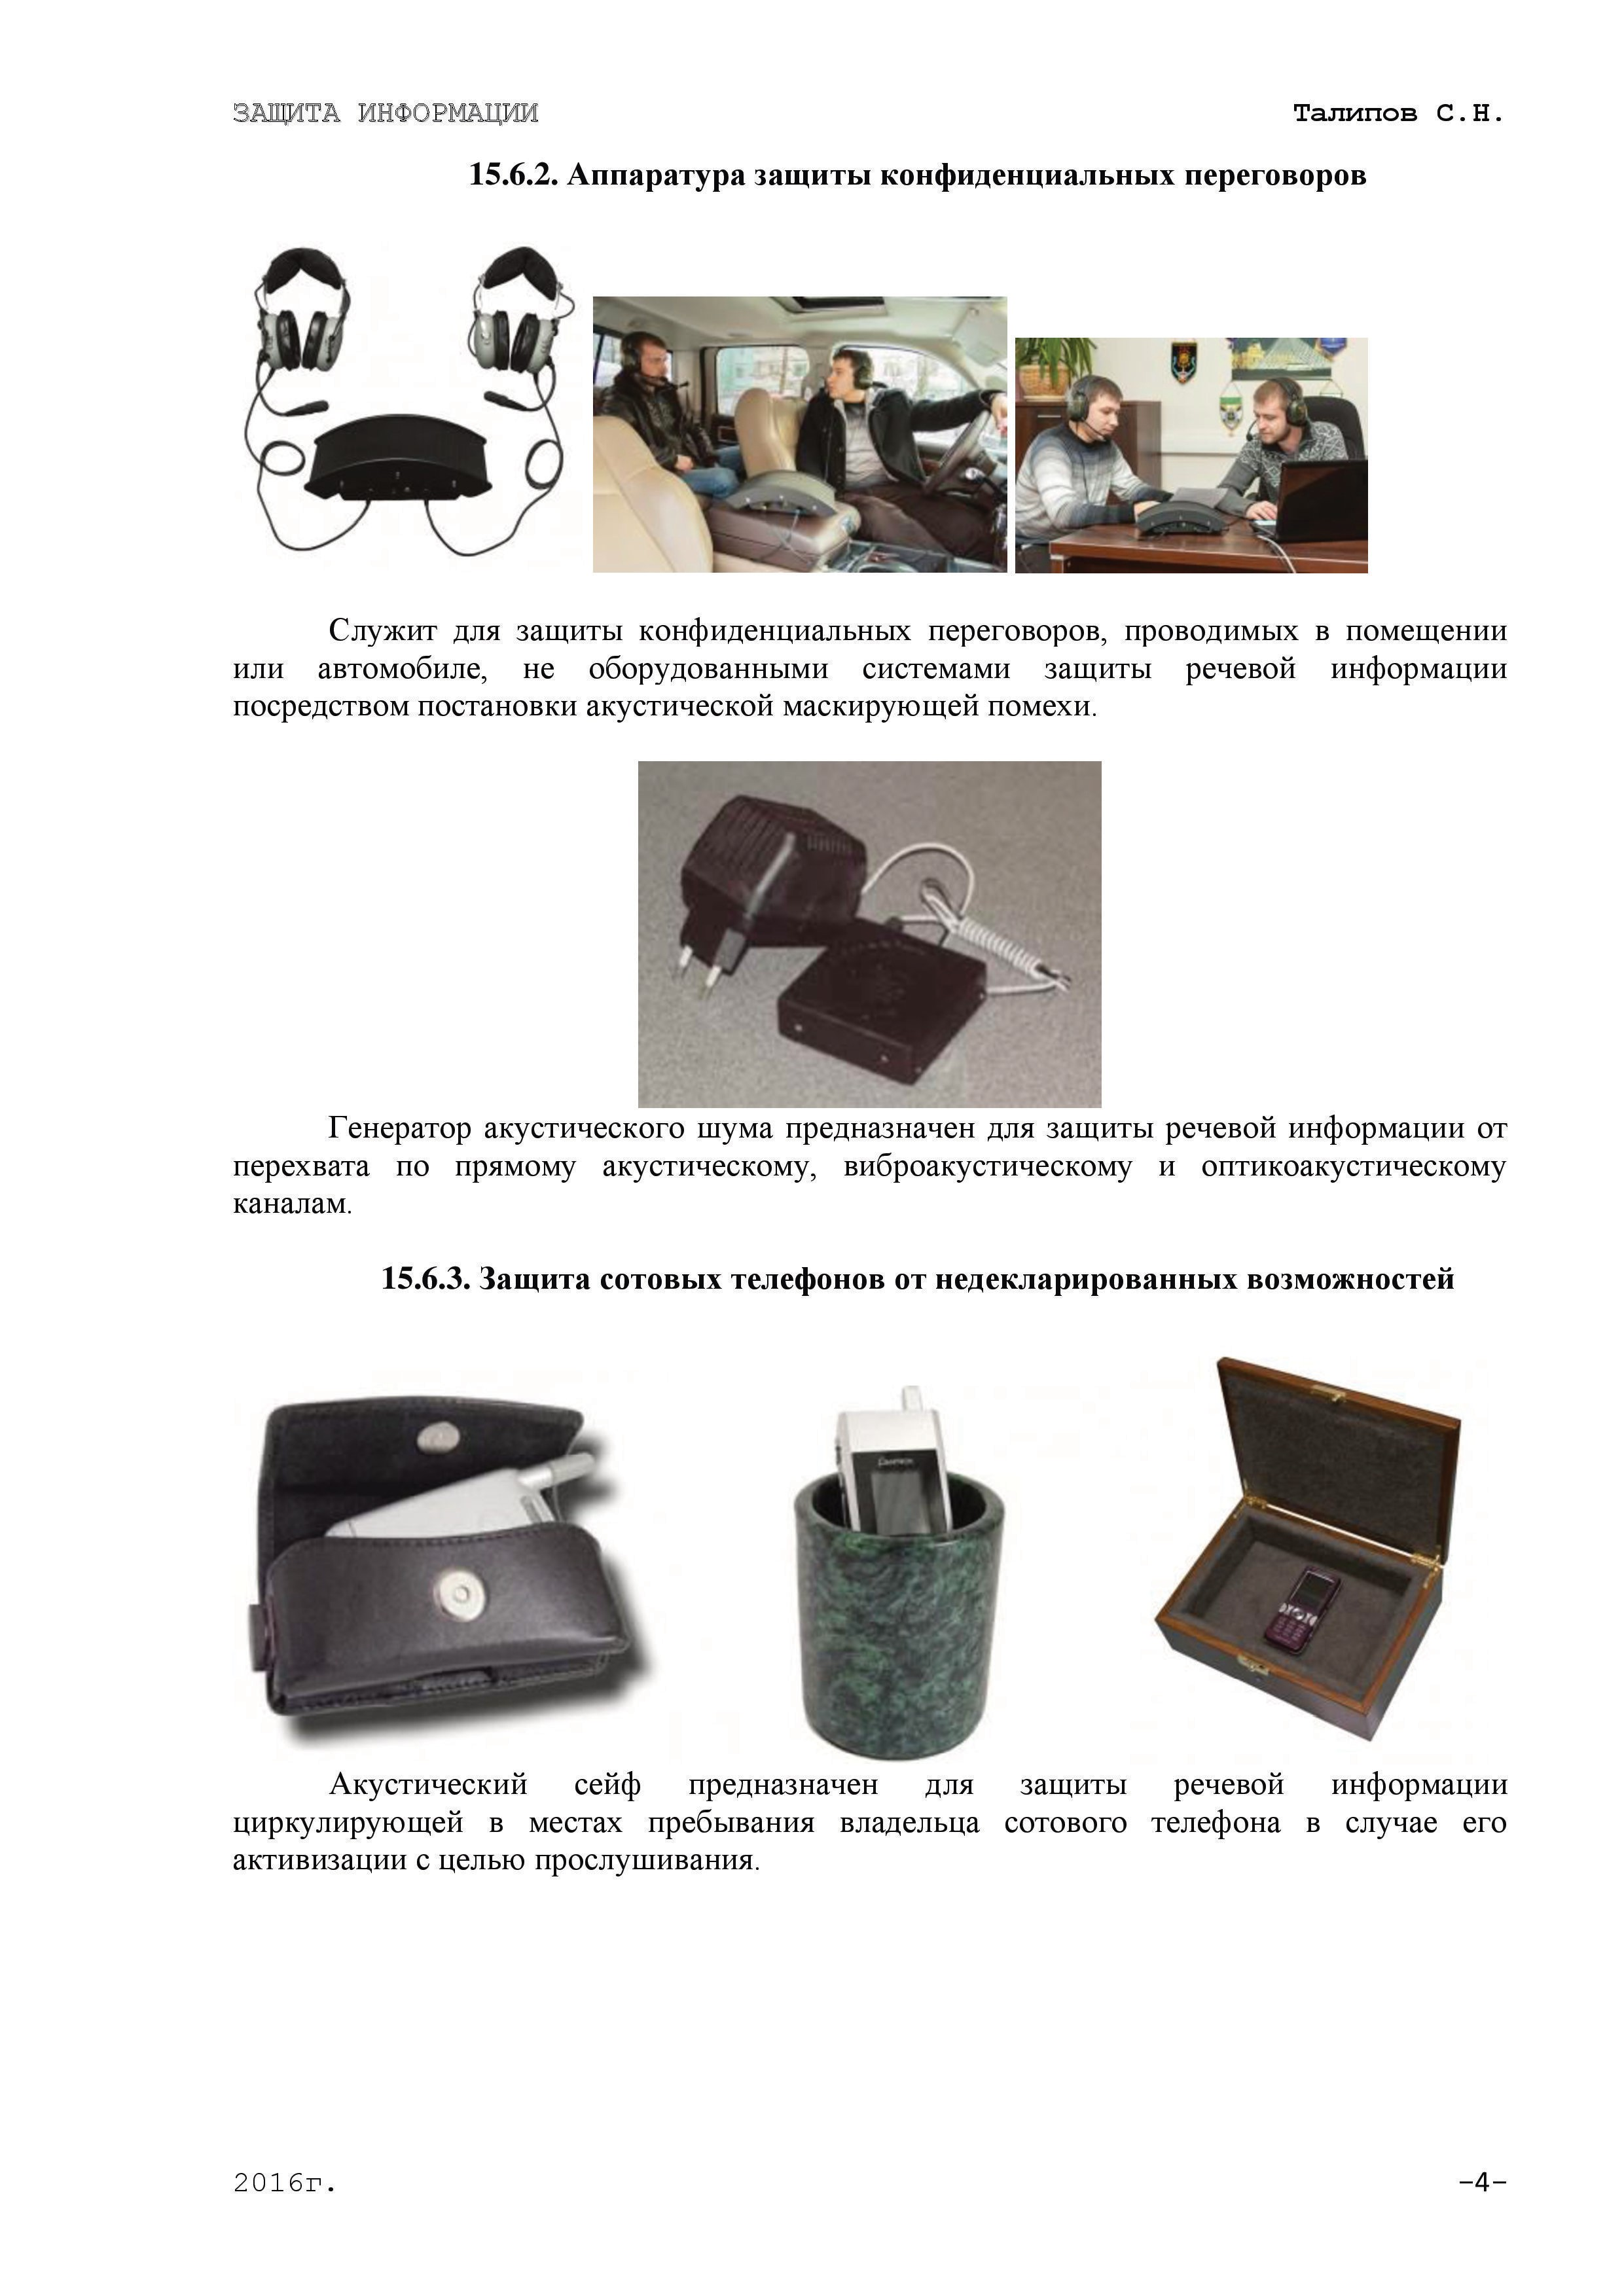 ЗАЩИТА ИНФОРМАЦИИ Талипов С.Н.
15.6.2. Аппаратура защиты конфиденциальных переговоров
Служит для защиты конфиденциальных переговоров, проводимых в помещении
или автомобиле, не оборудованными системами защиты речевой информации
посредством постановки акустической маскирующей помехи.
Генератор акустического шума предназначен для защиты речевой информации от
перехвата по прямому акустическому, виброакустическому и оптикоакустическому
каналам.
15.6.3. Защита сотовых телефонов от недекларированных возможностей
Акустический сейф предназначен для защиты речевой информации
циркулирующей в местах пребывания владельца сотового телефона в случае его
активизации с целью прослушивания.
2016г. -4-